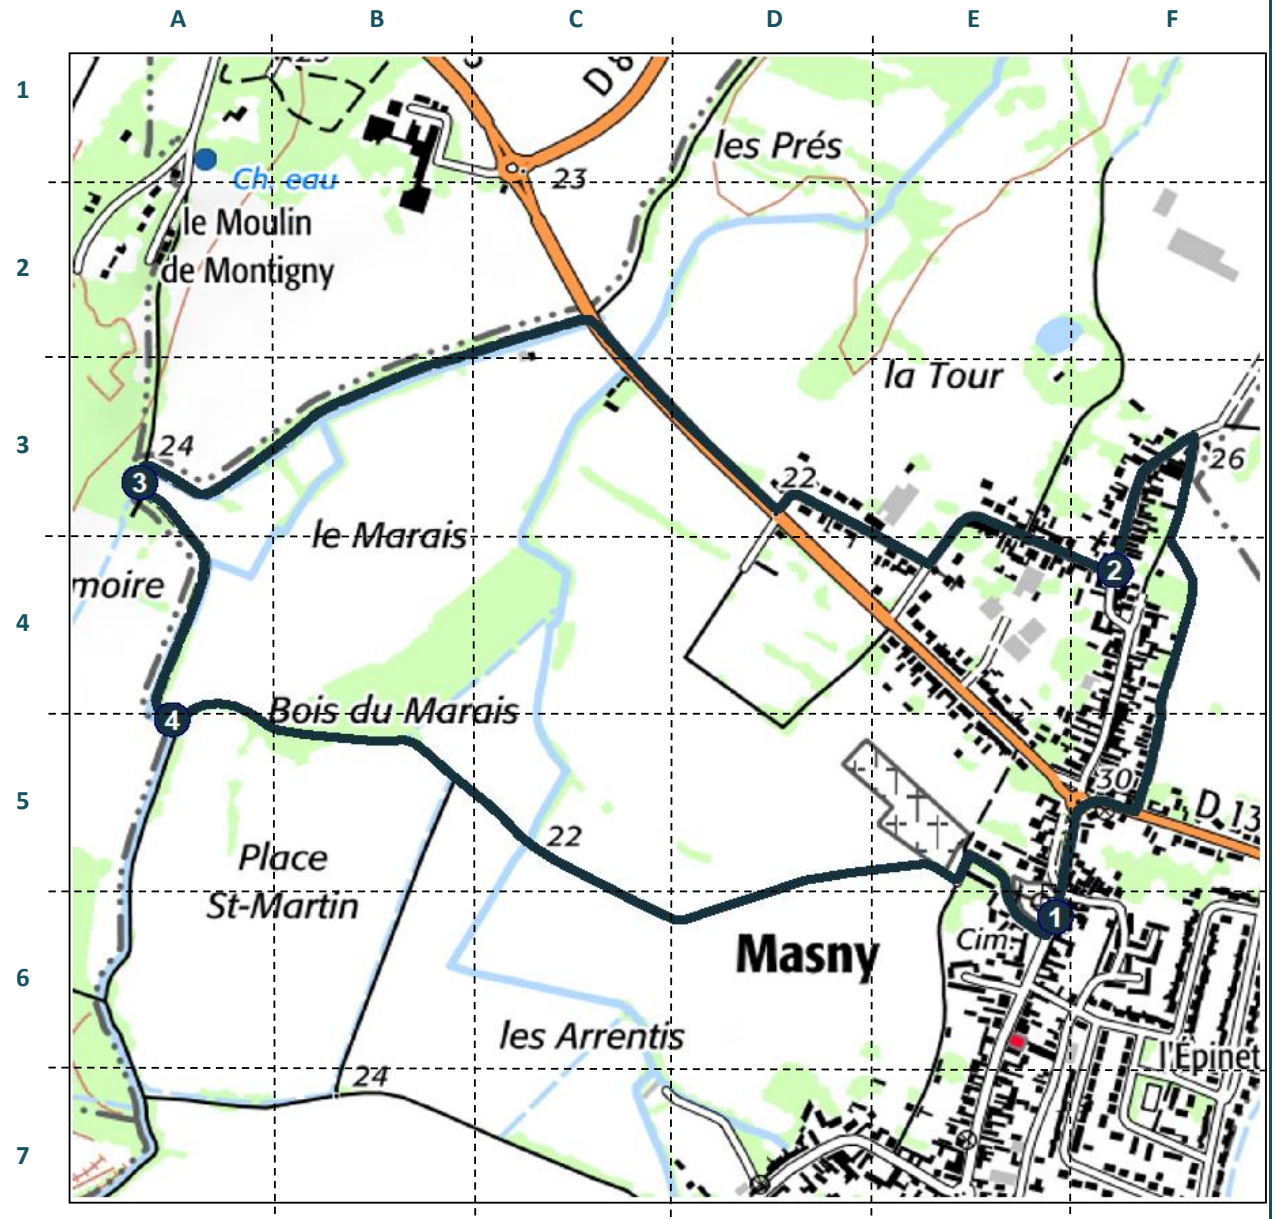 A B C D E F
1
D 8
les Prés
Ch. eau
23
le Moulin
2
de Montigny
la Tour
3
24
26
22
3
le Marais
2
moire
4
Bois du Marais
4
30
5
D 13
22
Place
St-Martin
1
Cim.
Masny
6
les Arrentis
l'Épinet
24
7